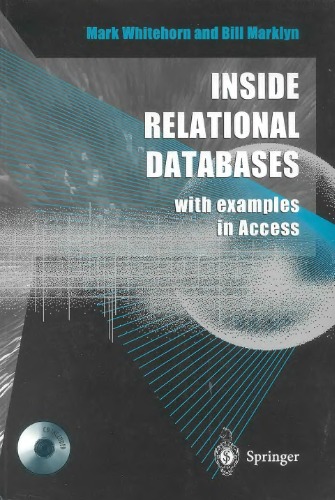 Mark Whitehorn and Bill Marklyn
INSIDE
RELATIONAL
DATABASES
with examples
in Access
Springer